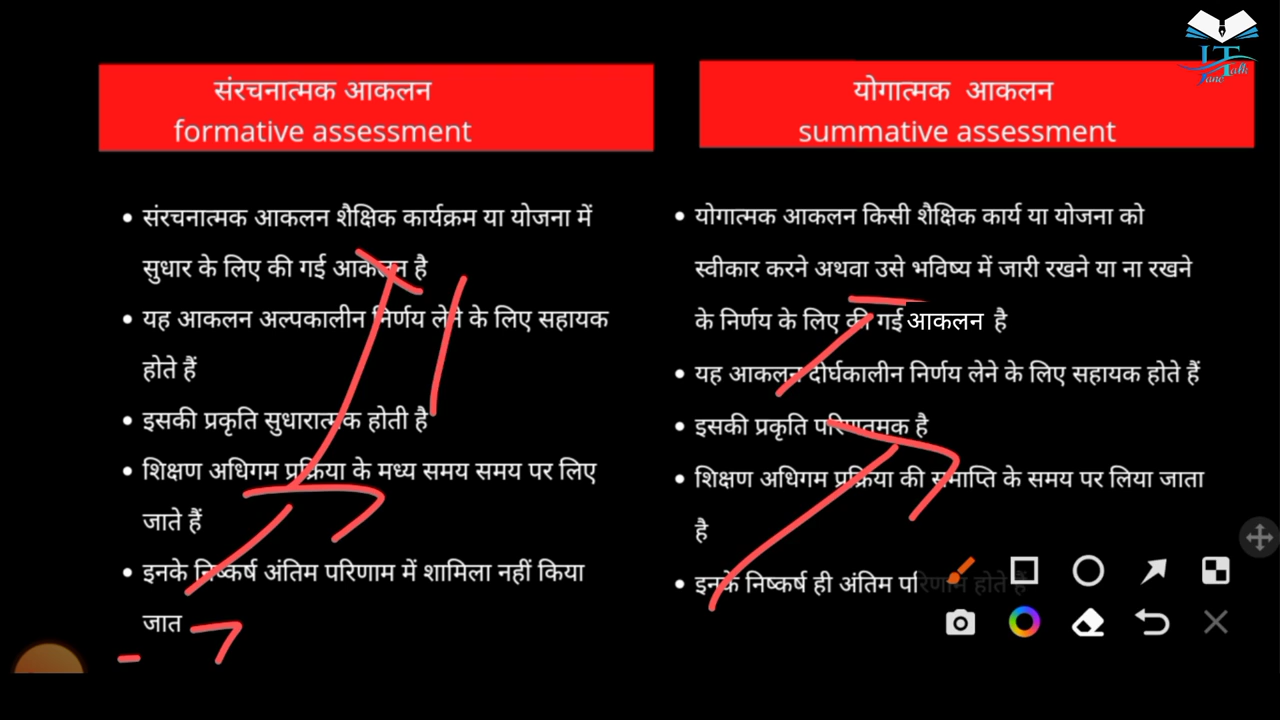 संरचनात्मक आकलन
formative assessment
संरचनात्मक आकलन शैक्षिक कार्यक्रम या योजना में
सुधार के लिए की गई आकलन है
यह आकलन अल्पकालीन निर्णय लेने के लिए सहायक
होते हैं
इसकी प्रकृति सुधारात्मक होती है
शिक्षण अधिगम प्रक्रिया के मध्य समय समय पर लिए
जाते हैं
इनके निष्कर्ष अंतिम परिणाम में शामिला नहीं किया
जात
योगात्मक आकलन
summative assessment
योगात्मक आकलन किसी शैक्षिक कार्य या योजना को
स्वीकार करने अथवा उसे भविष्य में जारी रखने या ना रखने
के निर्णय के लिए की गई आकलन है
यह आकलन दीर्घकालीन निर्णय लेने के लिए सहायक होते हैं
इसकी प्रकृति है
शिक्षण अधिगम प्रक्रिया की समाप्ति के समय पर लिया जाता
है
इनके निष्कर्ष ही अंतिम परिणाम होते हैं